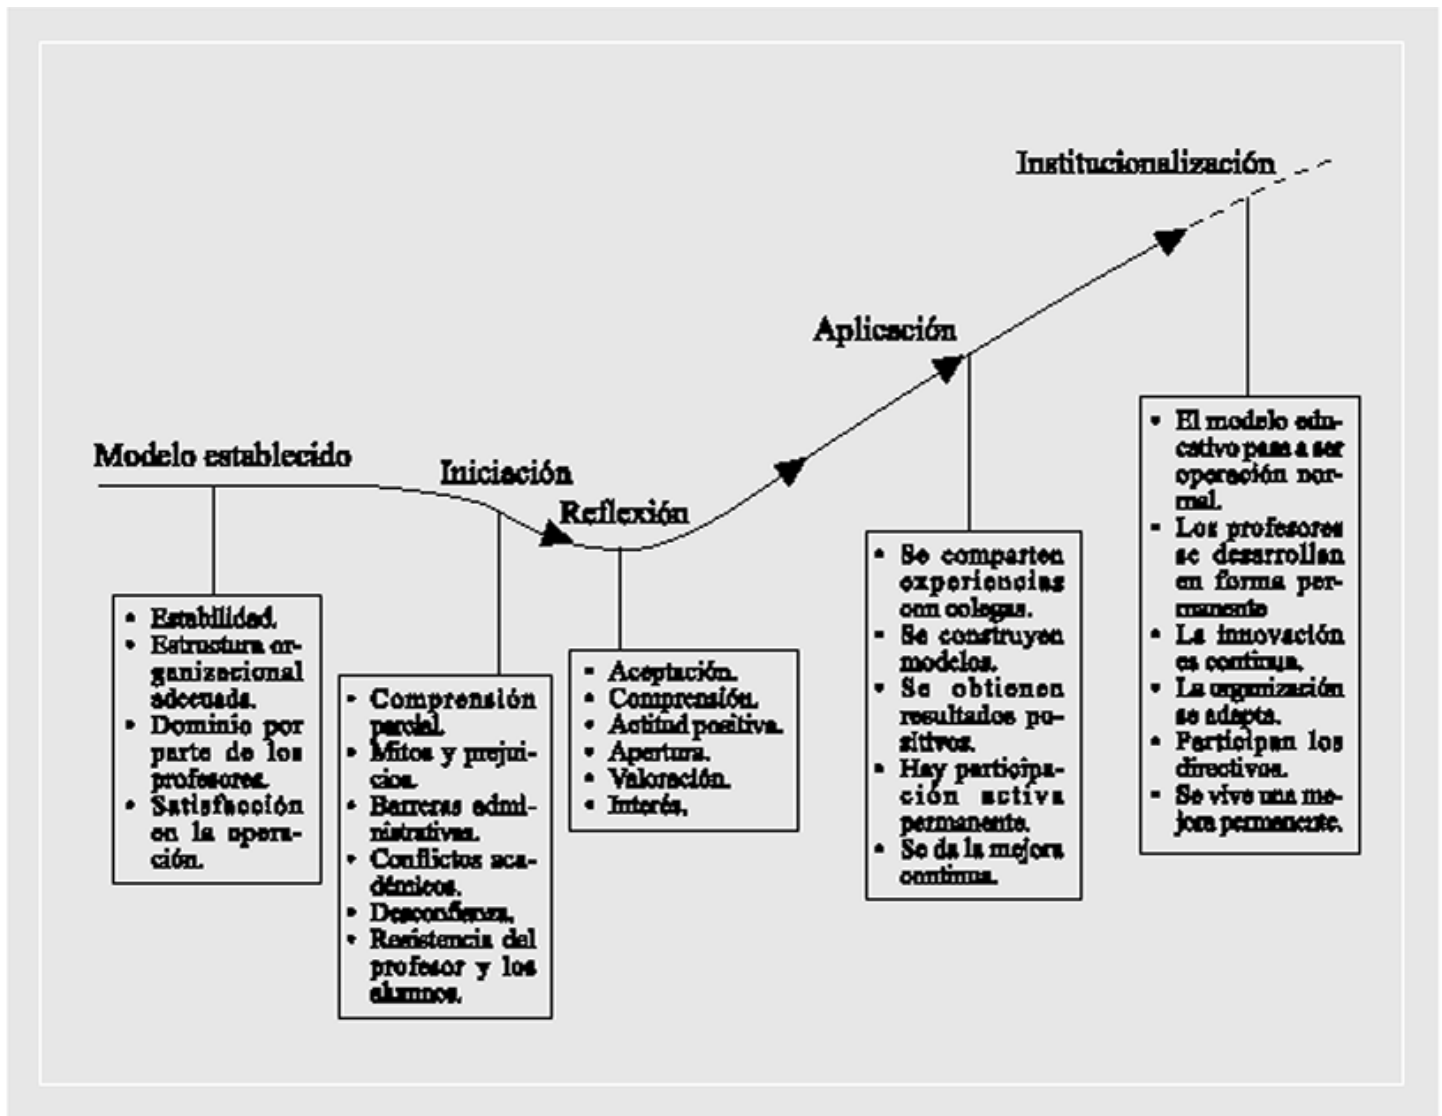 Institucionalización
Aplicación
Modelo establecido
Iniciación
Reflexión
• Estabilidad.
• Estructura or-
ganizacional
adecuada.
• Dominio por
parte de los
profesores.
• Satisfacción
en la opera-
ción.
• Comprensión
parcial.
• Mitos y prejui-
cios.
• Barreras admi-
nistrativas.
• Conflictos aca-
démicos.
• Desconfianza.
• Resistencia del
profesor y los
alumnos.
• Aceptación.
• Comprensión.
• Actitud positiva.
• Apertura.
• Valoración.
• Interés.
• Se comparten
experiencias
con colegas.
• Se construyen
modelos.
• Se obtienen
resultados po-
sitivos.
• Hay participa-
ción activa
permanente.
• Se da la mejora
continua.
• El modelo edu-
cativo pasa a ser
operación nor-
mal.
• Los profesores
se desarrollan
en forma per-
manente
• La innovación
es continua.
• La organización
se adapta.
• Participan los
directivos.
• Se vive una me-
jora permanente.